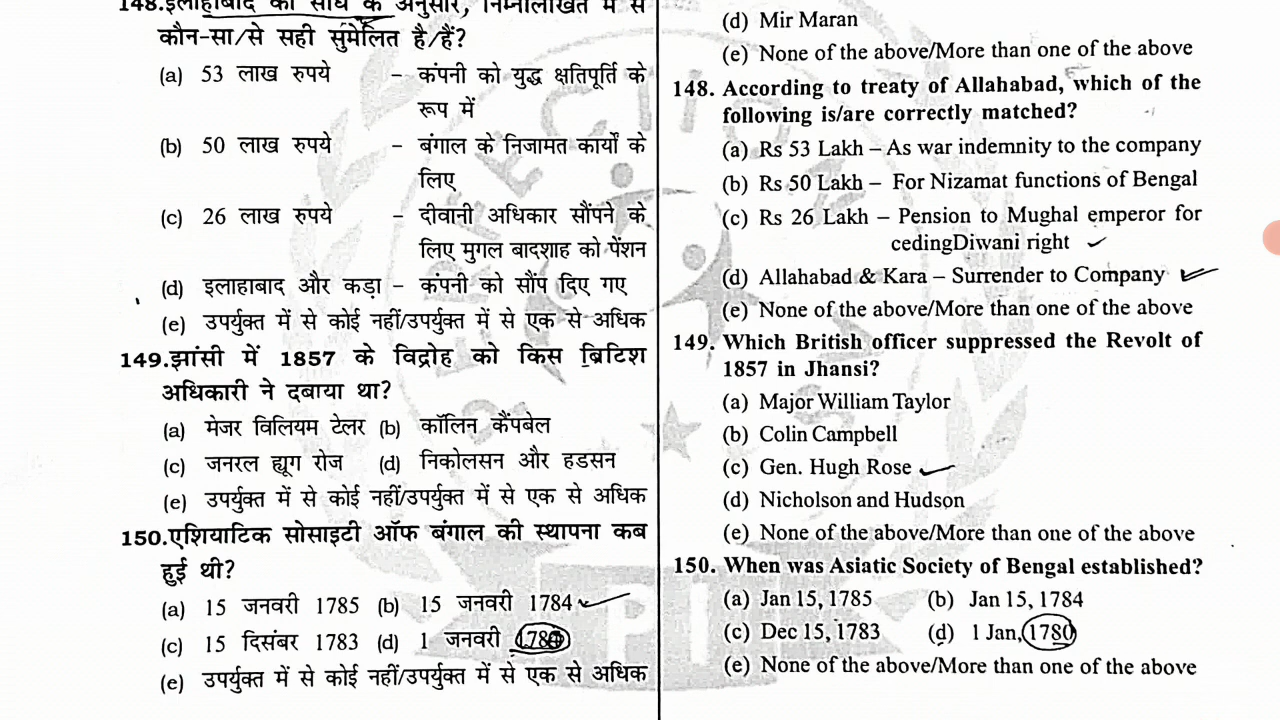 148.इलाहाबाद की संधि के अनुसार, निम्नलिखित में से
कौन-सा/से सही सुमेलित है/हैं?
(a) 53 लाख रुपये - कंपनी को युद्ध क्षतिपूर्ति के
रूप में
(b) 50 लाख रुपये - बंगाल के निजामत कार्यों के
लिए
(c) 26 लाख रुपये - दीवानी अधिकार सौंपने के
लिए मुगल बादशाह को पेंशन
(d) इलाहाबाद और कड़ा - कंपनी को सौंप दिए गए
(e) उपर्युक्त में से कोई नहीं/उपर्युक्त में से एक से अधिक
149.झांसी में 1857 के विद्रोह को किस ब्रिटिश
अधिकारी ने दबाया था?
(a) मेजर विलियम टेलर (b) कॉलिन कैंपबेल
(c) जनरल ह्यूग रोज (d) निकोलसन और हडसन
(e) उपर्युक्त में से कोई नहीं/उपर्युक्त में से एक से अधिक
150.एशियाटिक सोसाइटी ऑफ बंगाल की स्थापना कब
हुई थी?
(a) 15 जनवरी 1785 (b) 15 जनवरी 1784
(c) 15 दिसंबर 1783 (d) 1 जनवरी 1780
(e) उपर्युक्त में से कोई नहीं/उपर्युक्त में से एक से अधिक
(d) Mir Maran
(e) None of the above/More than one of the above
148. According to treaty of Allahabad, which of the
following is/are correctly matched?
(a) Rs 53 Lakh – As war indemnity to the company
(b) Rs 50 Lakh – For Nizamat functions of Bengal
(c) Rs 26 Lakh – Pension to Mughal emperor for
cedingDiwani right
(d) Allahabad & Kara – Surrender to Company
(e) None of the above/More than one of the above
149. Which British officer suppressed the Revolt of
1857 in Jhansi?
(a) Major William Taylor
(b) Colin Campbell
(c) Gen. Hugh Rose
(d) Nicholson and Hudson
(e) None of the above/More than one of the above
150. When was Asiatic Society of Bengal established?
(a) Jan 15, 1785 (b) Jan 15, 1784
(c) Dec 15, 1783 (d) 1 Jan, 1780
(e) None of the above/More than one of the above
PI